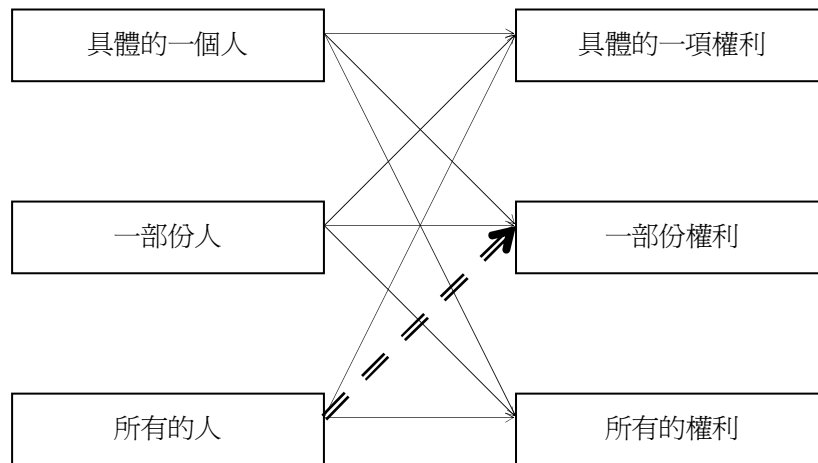 具體的一個人
具體的一項權利
一部份人
一部份權利
所有的人
所有的權利